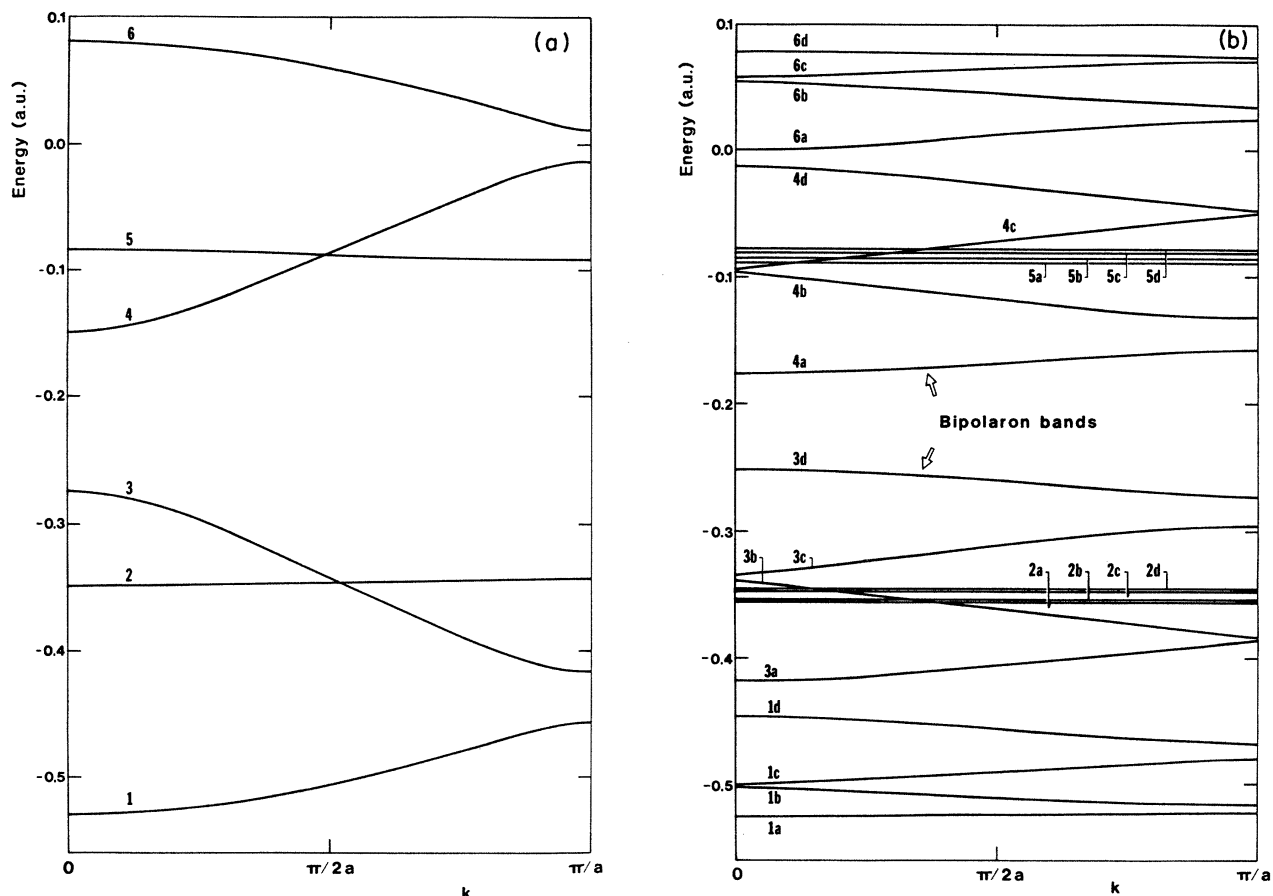 (a)
Energy (a.u.)
0.1
0.0
-0.1
-0.2
-0.3
-0.4
-0.5
6
5
4
3
2
1
0
π/2a
π/a
k
(b)
Energy (a.u.)
0.1
0.0
-0.1
-0.2
-0.3
-0.4
-0.5
6d
6c
6b
6a
4d
4c
5a 5b 5c 5d
4b
4a
Bipolaron bands
3d
3b 3c
2a 2b 2c 2d
3a
1d
1c
1b
1a
0
π/2a
π/a
k